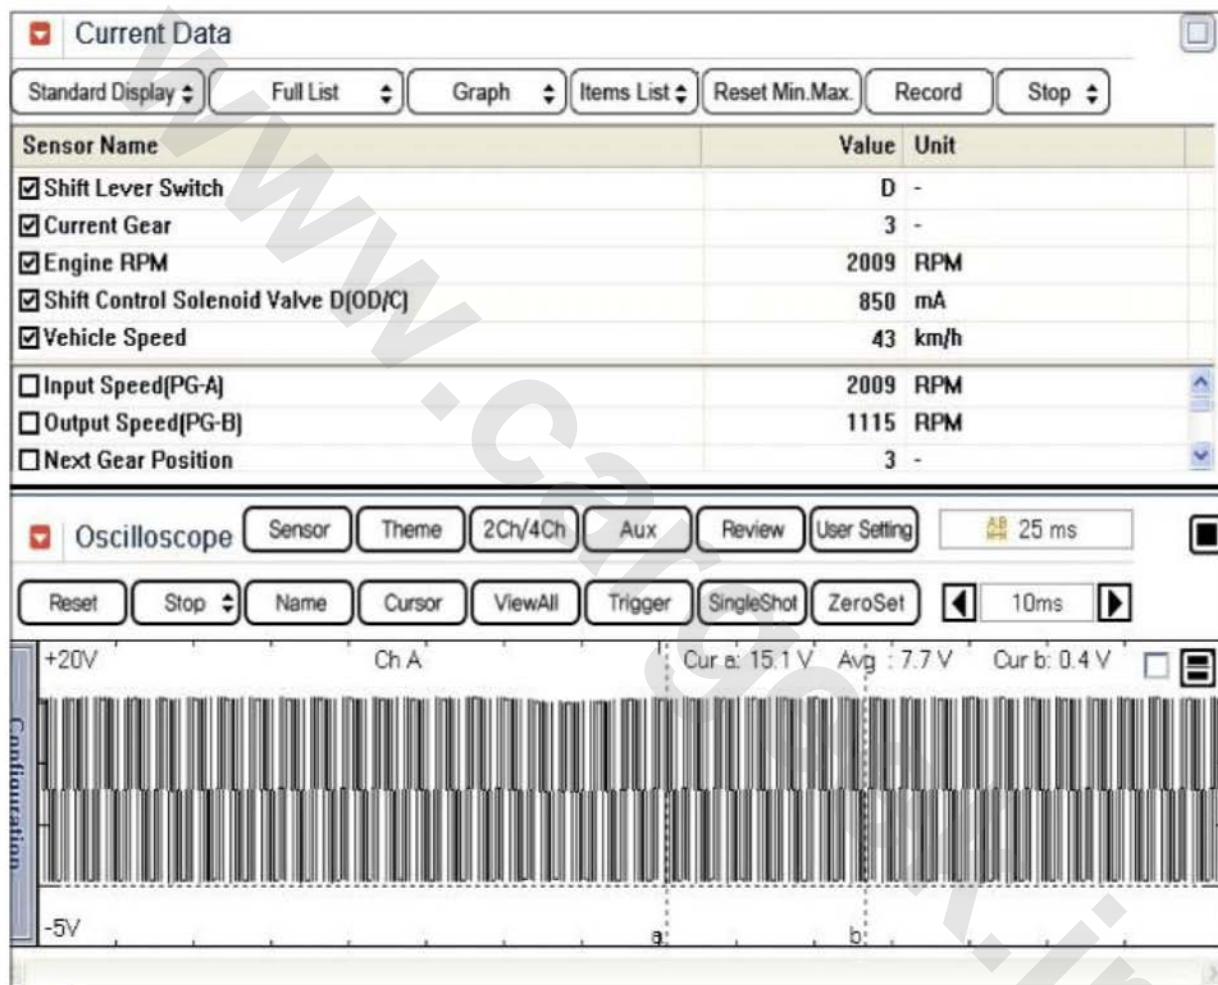 Current Data
Standard Display Full List Graph Items List Reset Min.Max. Record Stop
Sensor Name Value Unit
Shift Lever Switch D -
Current Gear 3 -
Engine RPM 2009 RPM
Shift Control Solenoid Valve D(OD/C) 850 mA
Vehicle Speed 43 km/h
Input Speed(PG-A) 2009 RPM
Output Speed(PG-B) 1115 RPM
Next Gear Position 3 -
Oscilloscope Sensor Theme 2Ch/4Ch Aux Review User Setting AB 25 ms
Reset Stop Name Cursor ViewAll Trigger SingleShot ZeroSet 10ms
+20V Ch A Cur a: 15.1 V Avg : 7.7 V Cur b: 0.4 V
Configuration
-5V a b